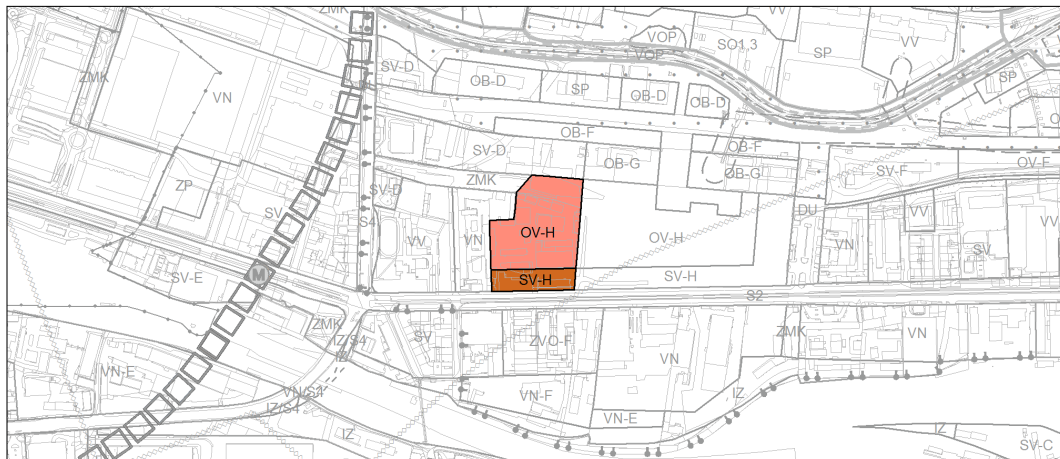 ZMK
VV
VOP
SO1,3
ZMK
SV-D
VOP
SP
VV
VN
OB-D
SP
OB-D
OB-D
SP
OB-F
OB-F
SV-D
OB-G
OB-G
SV-F
OV-F
ZP
SV
SV-D
ZMK
S4
VV
VN
OV-H
OV-H
DU
VN
VV
SV
VV
SV-E
M
SV-H
SV-H
S2
ZMK
IZ/S4
IZ
SV
ZVO-F
VN
ZMK
VN
VN-E
VN/S4
IZ/S4
IZ
VN-F
VN-E
IZ
IZ
SV-C